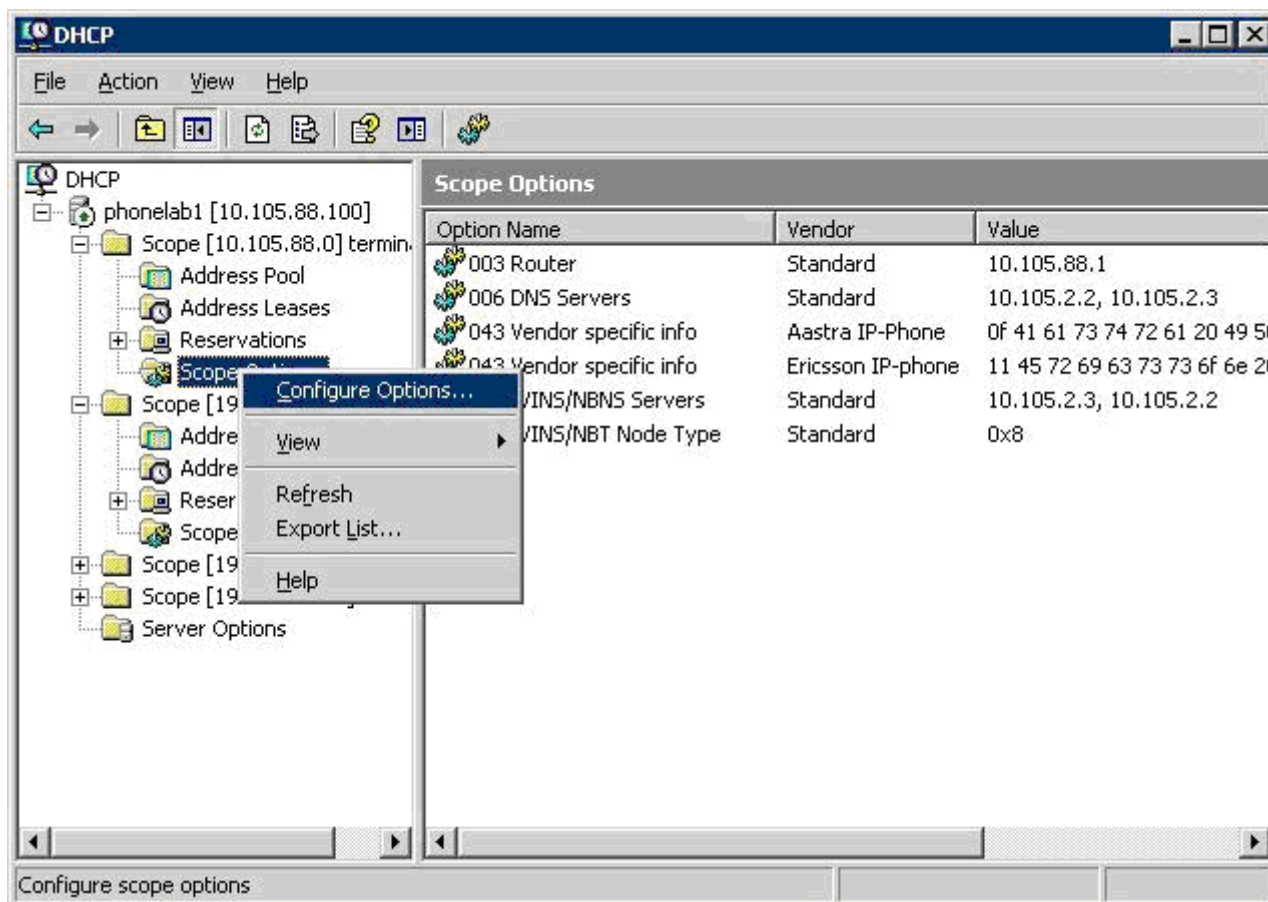 DHCP
File Action View Help
DHCP
phonelab1 [10.105.88.100]
Scope [10.105.88.0] termin
Address Pool
Address Leases
Reservations
Scope
Scope [19
Addre
Addre
Reser
Scope
Scope [19
Scope [19
Server Options
Configure Options...
View
Refresh
Export List...
Help
Scope Options
Option Name Vendor Value
003 Router Standard 10.105.88.1
006 DNS Servers Standard 10.105.2.2, 10.105.2.3
043 Vendor specific info Aastra IP-Phone 0f 41 61 73 74 72 61 20 49 50
043 Vendor specific info Ericsson IP-phone 11 45 72 69 63 73 73 6f 6e 20
WINS/NBNS Servers Standard 10.105.2.3, 10.105.2.2
WINS/NBT Node Type Standard 0x8
Configure scope options